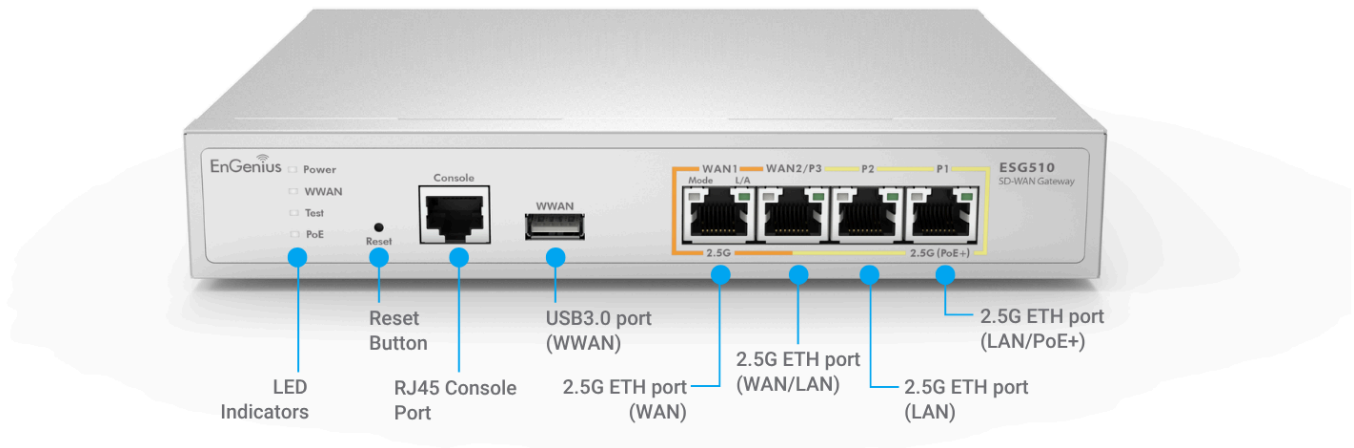 EnGenius
Power
WWAN
Test
PoE
Reset
Console
WWAN
WAN1
WAN2/P3
P2
P1
Mode
L/A
2.5G
2.5G (PoE+)
ESG510
SD-WAN Gateway
LED
Indicators
Reset
Button
RJ45 Console
Port
USB3.0 port
(WWAN)
2.5G ETH port
(WAN)
2.5G ETH port
(WAN/LAN)
2.5G ETH port
(LAN)
2.5G ETH port
(LAN/PoE+)